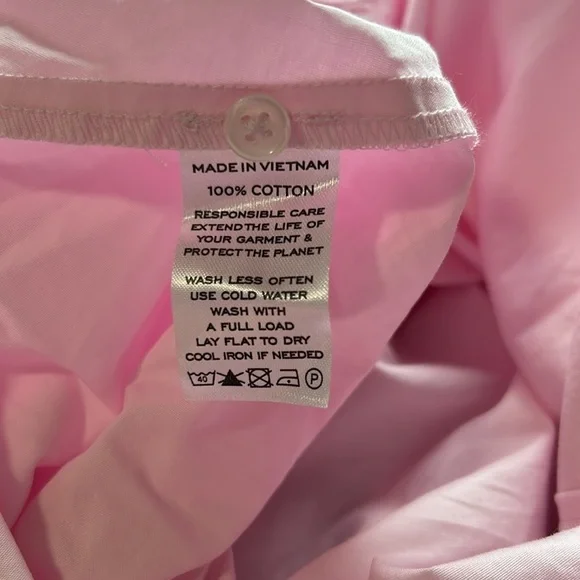 MADE IN VIETNAM
100% COTTON
RESPONSIBLE CARE
EXTEND THE LIFE OF
YOUR GARMENT &
PROTECT THE PLANET
WASH LESS OFTEN
USE COLD WATER
WASH WITH
A FULL LOAD
LAY FLAT TO DRY
COOL IRON IF NEEDED
40 P